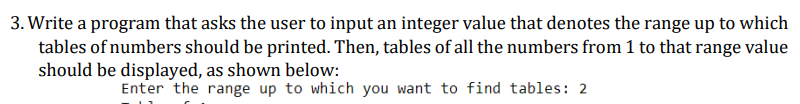 3. Write a program that asks the user to input an integer value that denotes the range up to which
tables of numbers should be printed. Then, tables of all the numbers from 1 to that range value
should be displayed, as shown below:
Enter the range up to which you want to find tables: 2